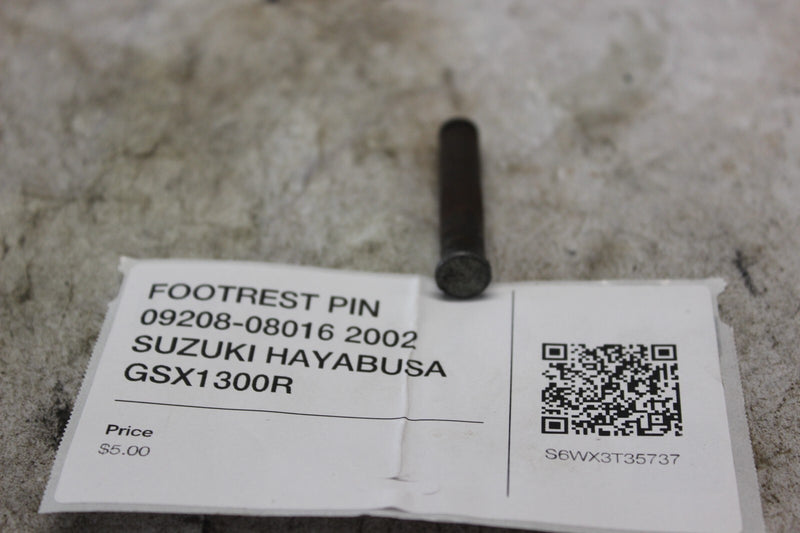 FOOTREST PIN
09208-08016 2002
SUZUKI HAYABUSA
GSX1300R
Price
$5.00
S6WX3T35737